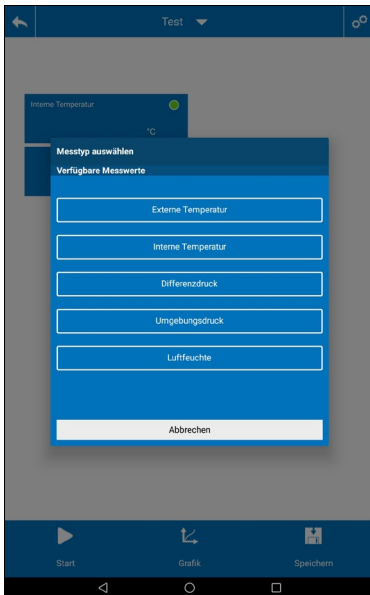 Test
Interne Temperatur
°C
Messtyp auswählen
Verfügbare Messwerte
Externe Temperatur
Interne Temperatur
Differenzdruck
Umgebungsdruck
Luftfeuchte
Abbrechen
Start
Grafik
Speichern